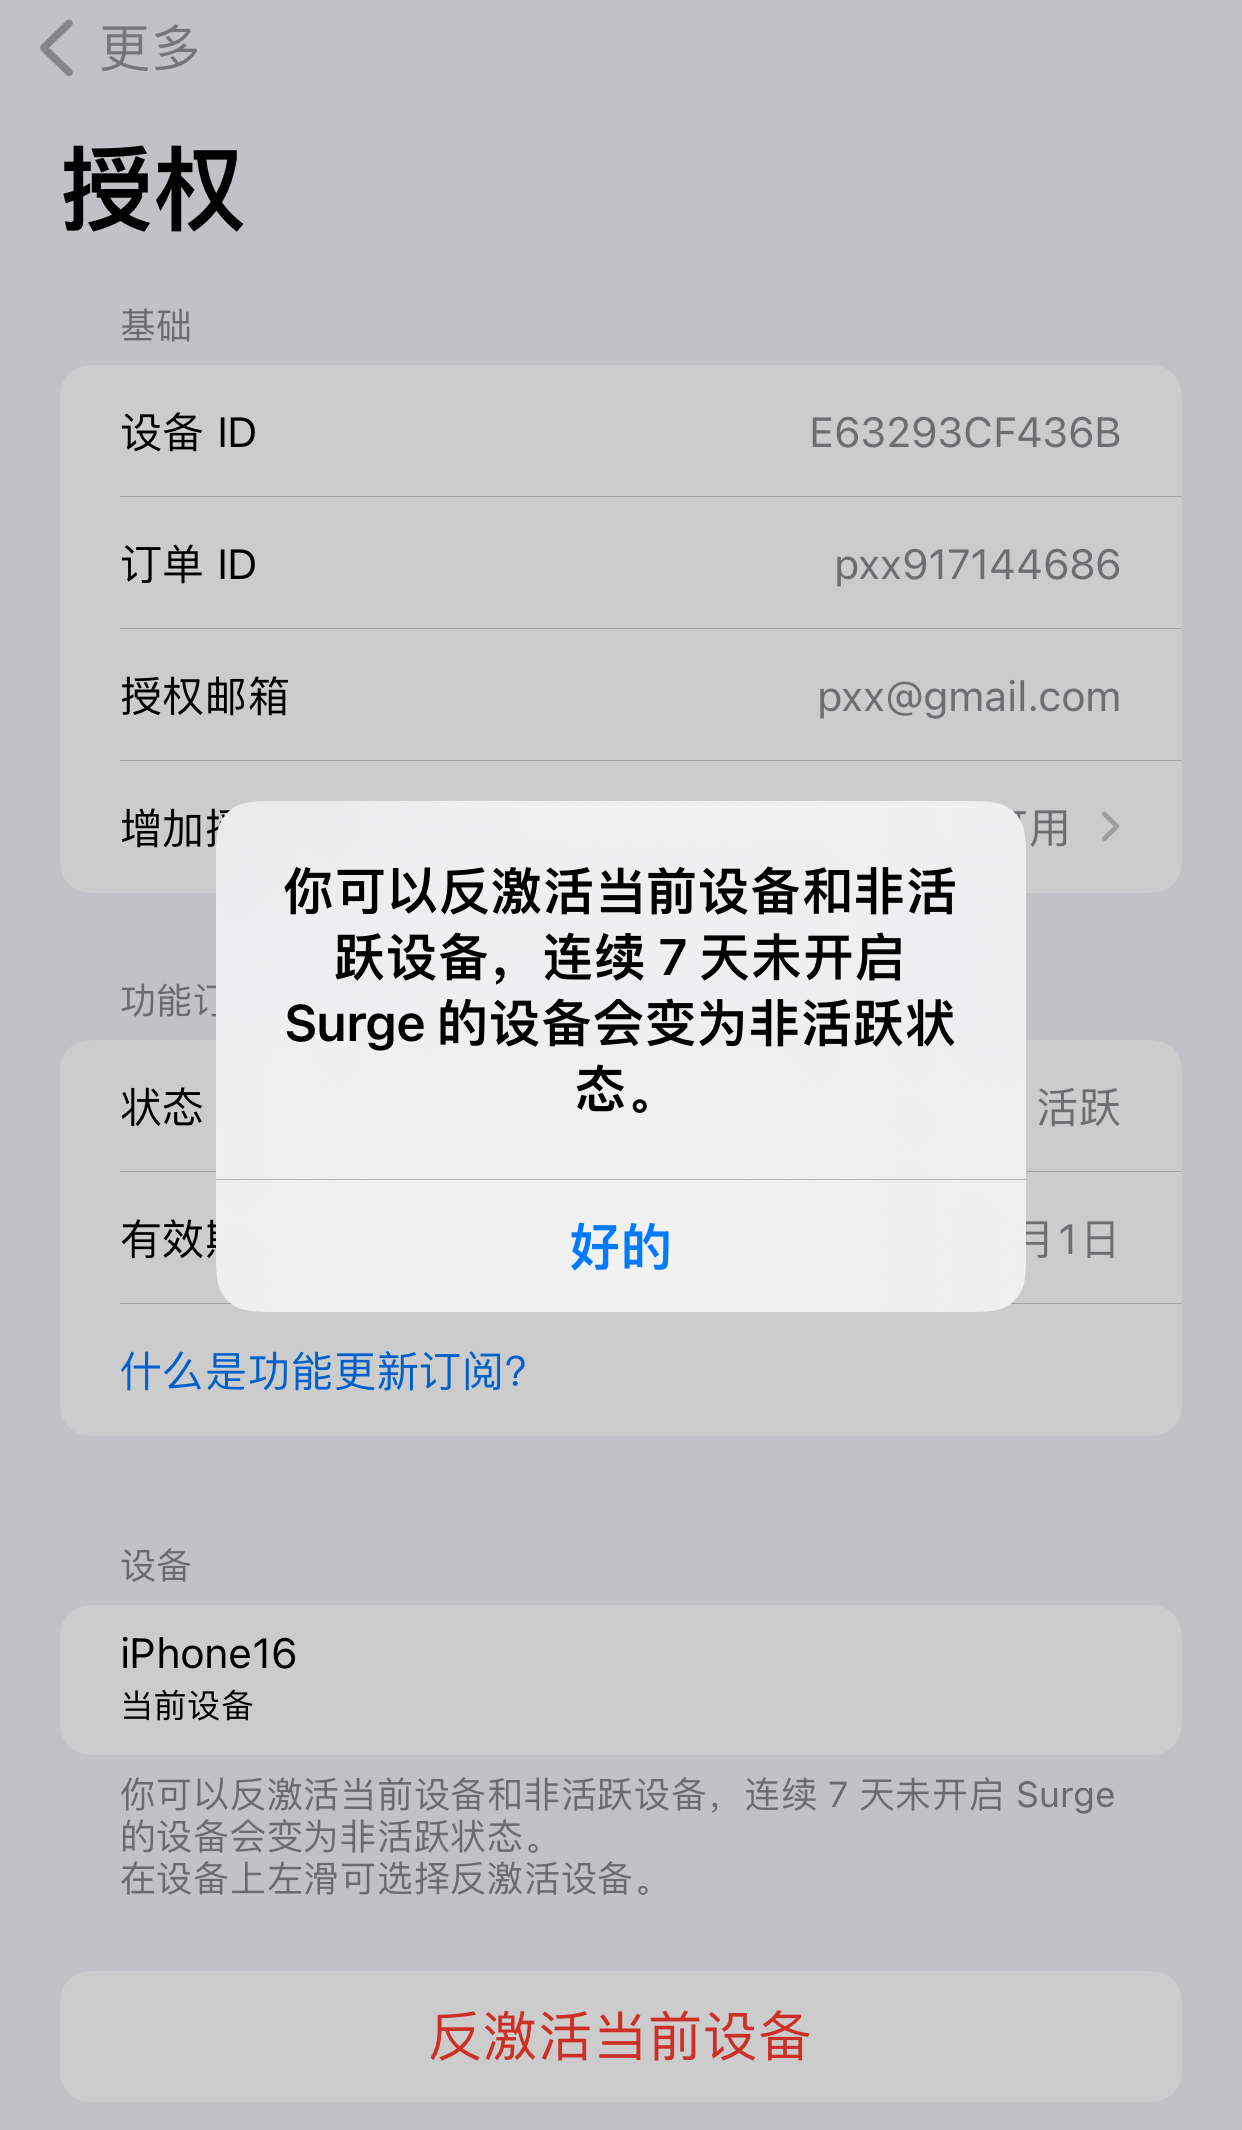 更多
授权
基础
设备 ID E63293CF436B
订单 ID pxx917144686
授权邮箱 pxx@gmail.com
增加 用
你可以反激活当前设备和非活
跃设备，连续 7 天未开启
Surge 的设备会变为非活跃状
态。
好的
功能订
状态 活跃
有效期 月1日
什么是功能更新订阅?
设备
iPhone16
当前设备
你可以反激活当前设备和非活跃设备，连续 7 天未开启 Surge
的设备会变为非活跃状态。
在设备上左滑可选择反激活设备。
反激活当前设备